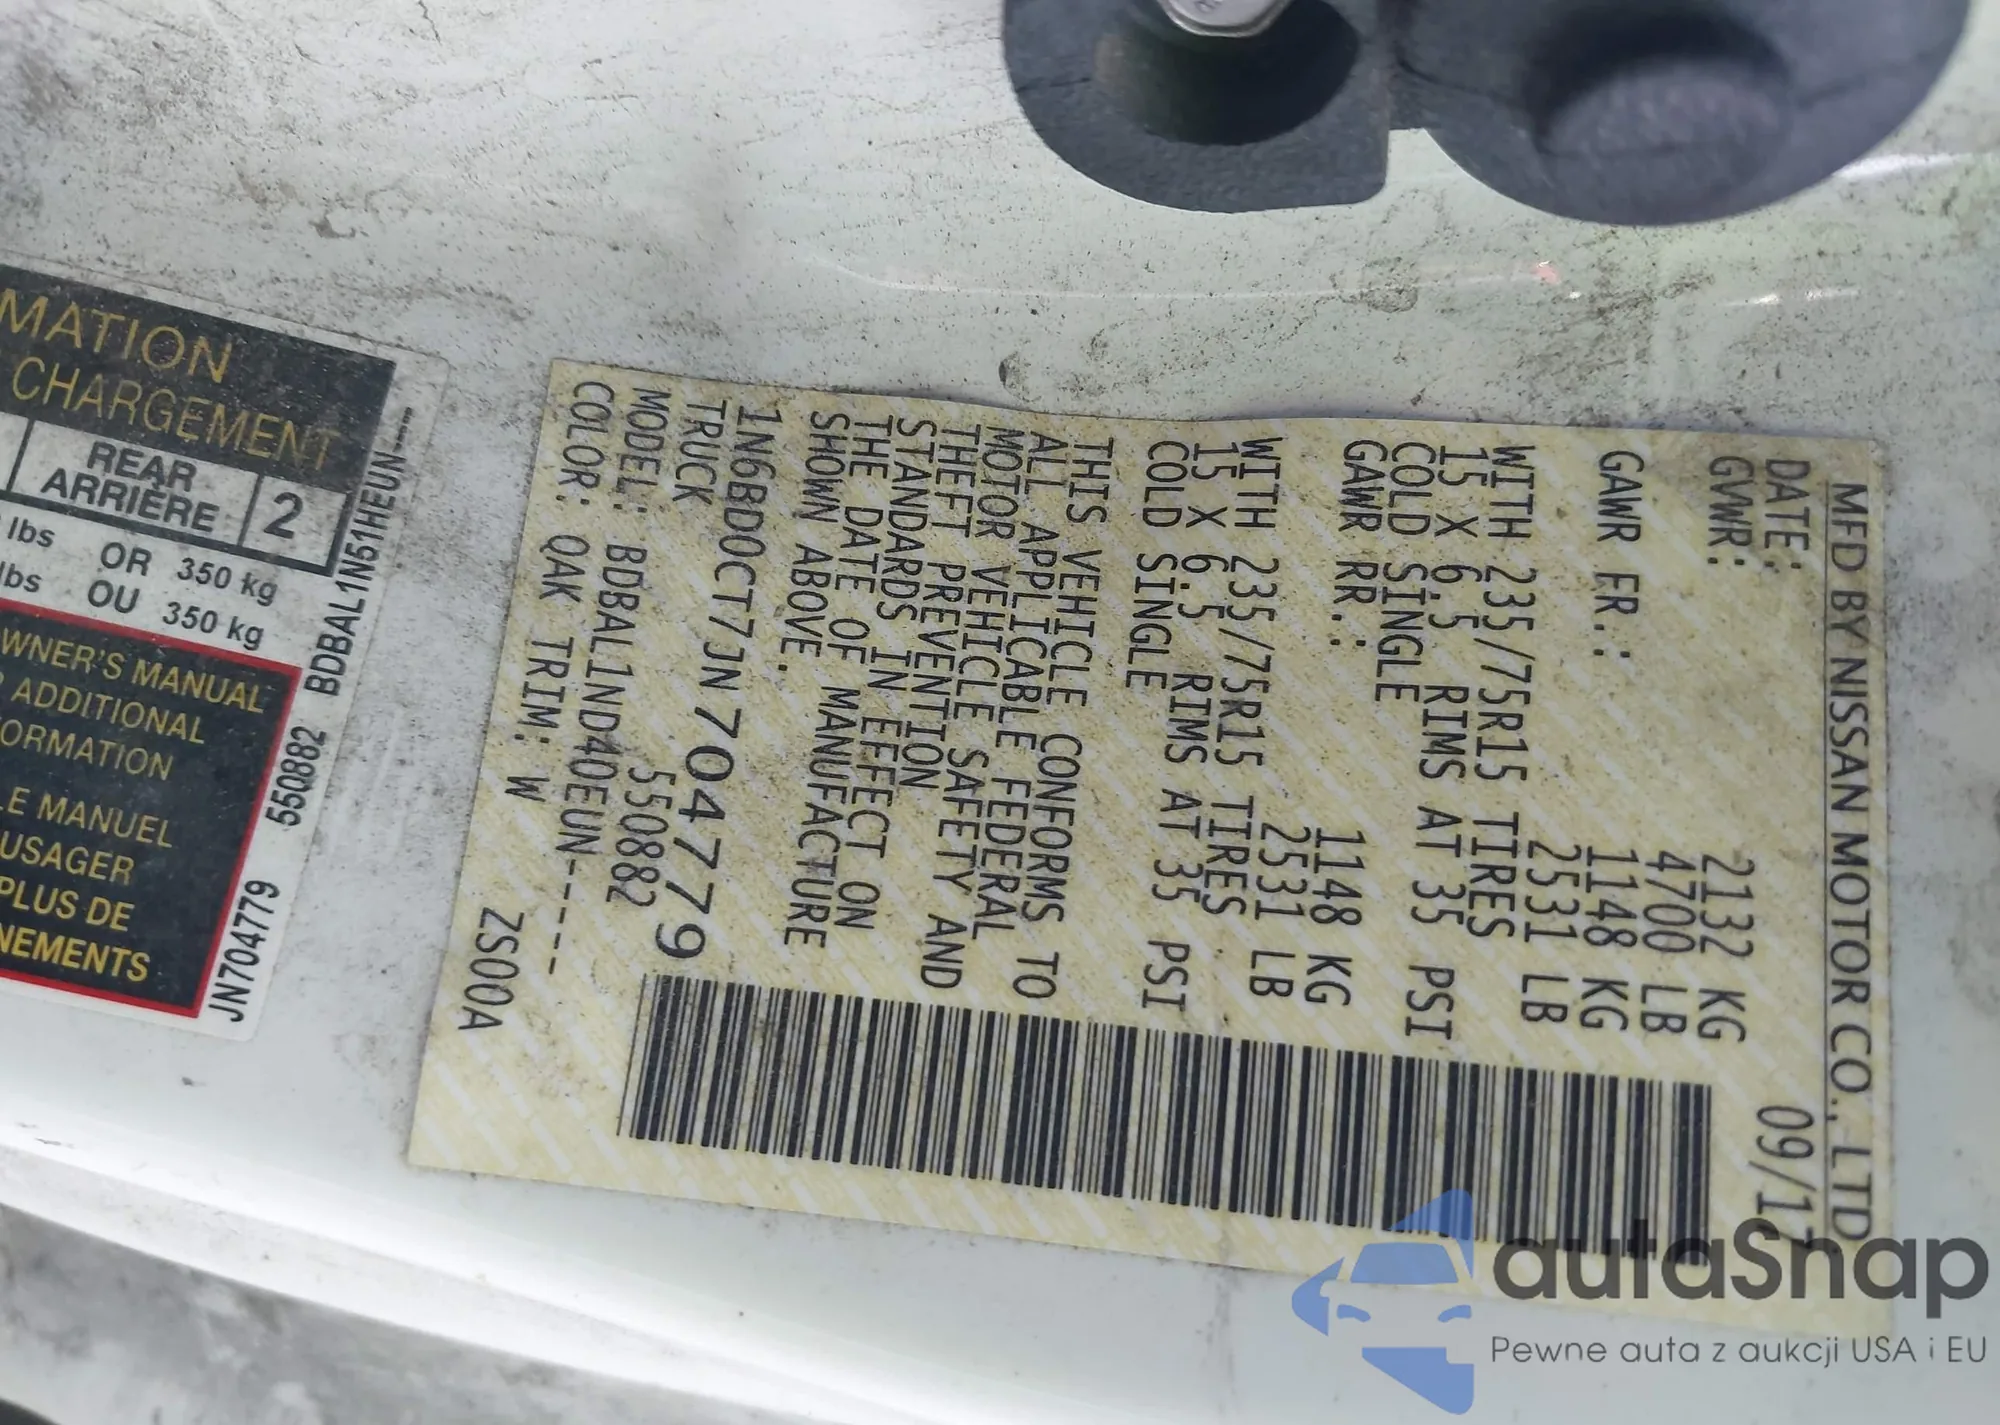 MFD BY NISSAN MOTOR CO., LTD
DATE: 09/17
GVWR: 2132 KG
4700 LB
GAWR FR.: 1148 KG
2531 LB
WITH 235/75R15 TIRES
15 X 6.5 RIMS AT 35 PSI
COLD SINGLE
GAWR RR.: 1148 KG
2531 LB
WITH 235/75R15 TIRES
15 X 6.5 RIMS AT 35 PSI
COLD SINGLE
THIS VEHICLE CONFORMS TO
ALL APPLICABLE FEDERAL
MOTOR VEHICLE SAFETY AND
THEFT PREVENTION
STANDARDS IN EFFECT ON
THE DATE OF MANUFACTURE
SHOWN ABOVE.
1N6BD0CT7JN704779
TRUCK 550882
MODEL: BDBAL1ND40EUN-----
COLOR: QAK TRIM: W ZS00A
MATION
CHARGEMENT
REAR
ARRIÈRE
2
lbs OR 350 kg
lbs OU 350 kg
WNER'S MANUAL
ADDITIONAL
ORMATION
LE MANUEL
USAGER
PLUS DE
NEMENTS
JN704779 550882 BDBAL1N51HEUN----
autaSnap
Pewne auta z aukcji USA i EU